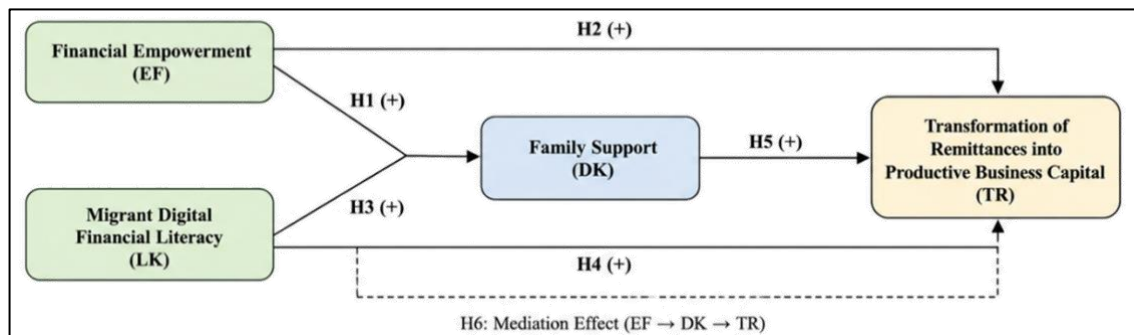 H2 (+)
Financial Empowerment
(EF)
H1 (+)
Family Support
(DK)
H5 (+)
Transformation of
Remittances into
Productive Business Capital
(TR)
H3 (+)
Migrant Digital
Financial Literacy
(LK)
H4 (+)
H6: Mediation Effect (EF → DK → TR)